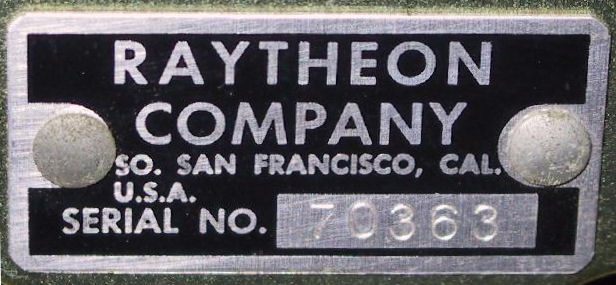 RAYTHEON
COMPANY
SO. SAN FRANCISCO, CAL.
U.S.A.
SERIAL NO. 70363